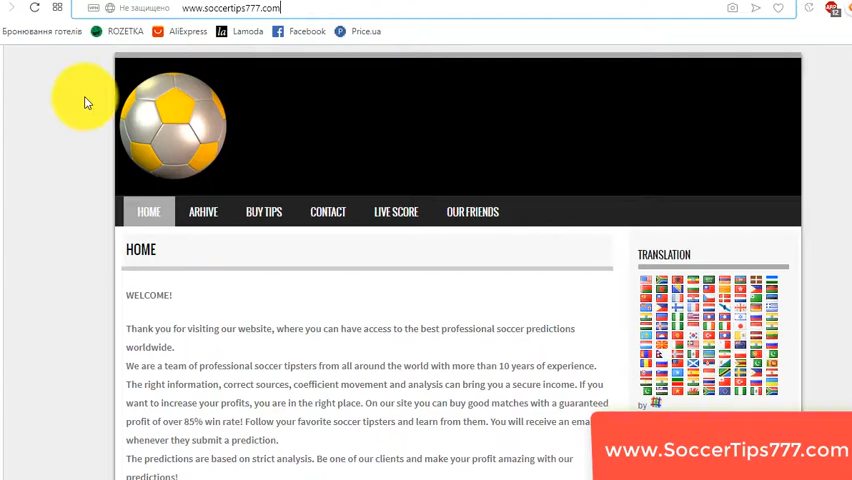 Не защищено www.soccertips777.com
Бронювання готелів ROZETKA AliExpress la Lamoda Facebook P Price.ua
HOME ARHIVE BUY TIPS CONTACT LIVE SCORE OUR FRIENDS
HOME
WELCOME!
Thank you for visiting our website, where you can have access to the best professional soccer predictions
worldwide.
We are a team of professional soccer tipsters from all around the world with more than 10 years of experience.
The right information, correct sources, coefficient movement and analysis can bring you a secure income. If you
want to increase your profits, you are in the right place. On our site you can buy good matches with a guaranteed
profit of over 85% win rate! Follow your favorite soccer tipsters and learn from them. You will receive an ema
whenever they submit a prediction.
The predictions are based on strict analysis. Be one of our clients and make your profit amazing with our
predictions!
TRANSLATION
by
www.SoccerTips777.com